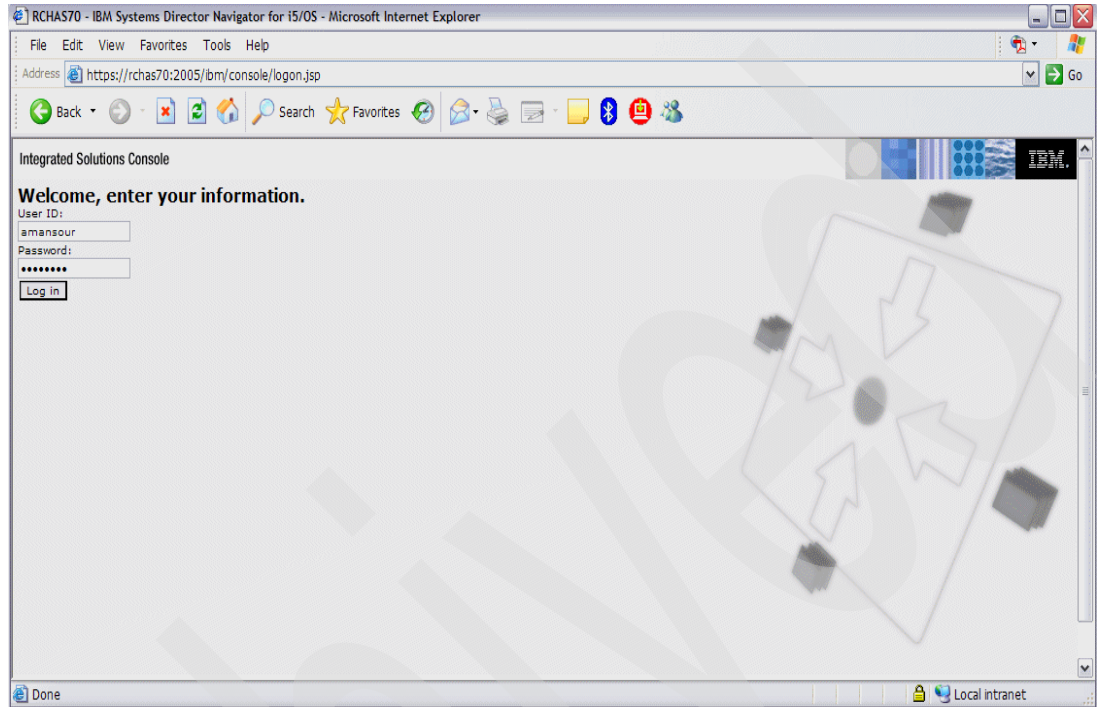 RCHAS70 - IBM Systems Director Navigator for i5/OS - Microsoft Internet Explorer
File Edit View Favorites Tools Help
Address https://rchas70:2005/ibm/console/logon.jsp Go
Back Search Favorites
Integrated Solutions Console IBM.
Welcome, enter your information.
User ID:
amansour
Password:
••••••••
Log in
Done Local intranet